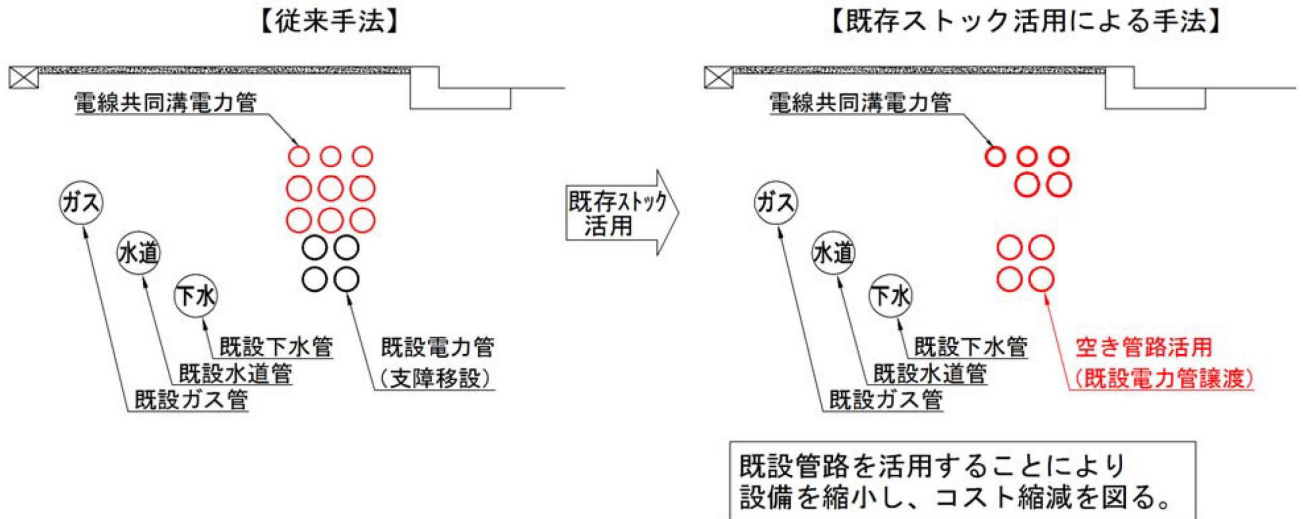 【従来手法】
電線共同溝電力管
ガス
水道
下水
既設下水管
既設水道管
既設ガス管
既設電力管
(支障移設)
既存ストック
活用
【既存ストック活用による手法】
電線共同溝電力管
ガス
水道
下水
既設下水管
既設水道管
既設ガス管
空き管路活用
(既設電力管譲渡)
既設管路を活用することにより
設備を縮小し、コスト縮減を図る。